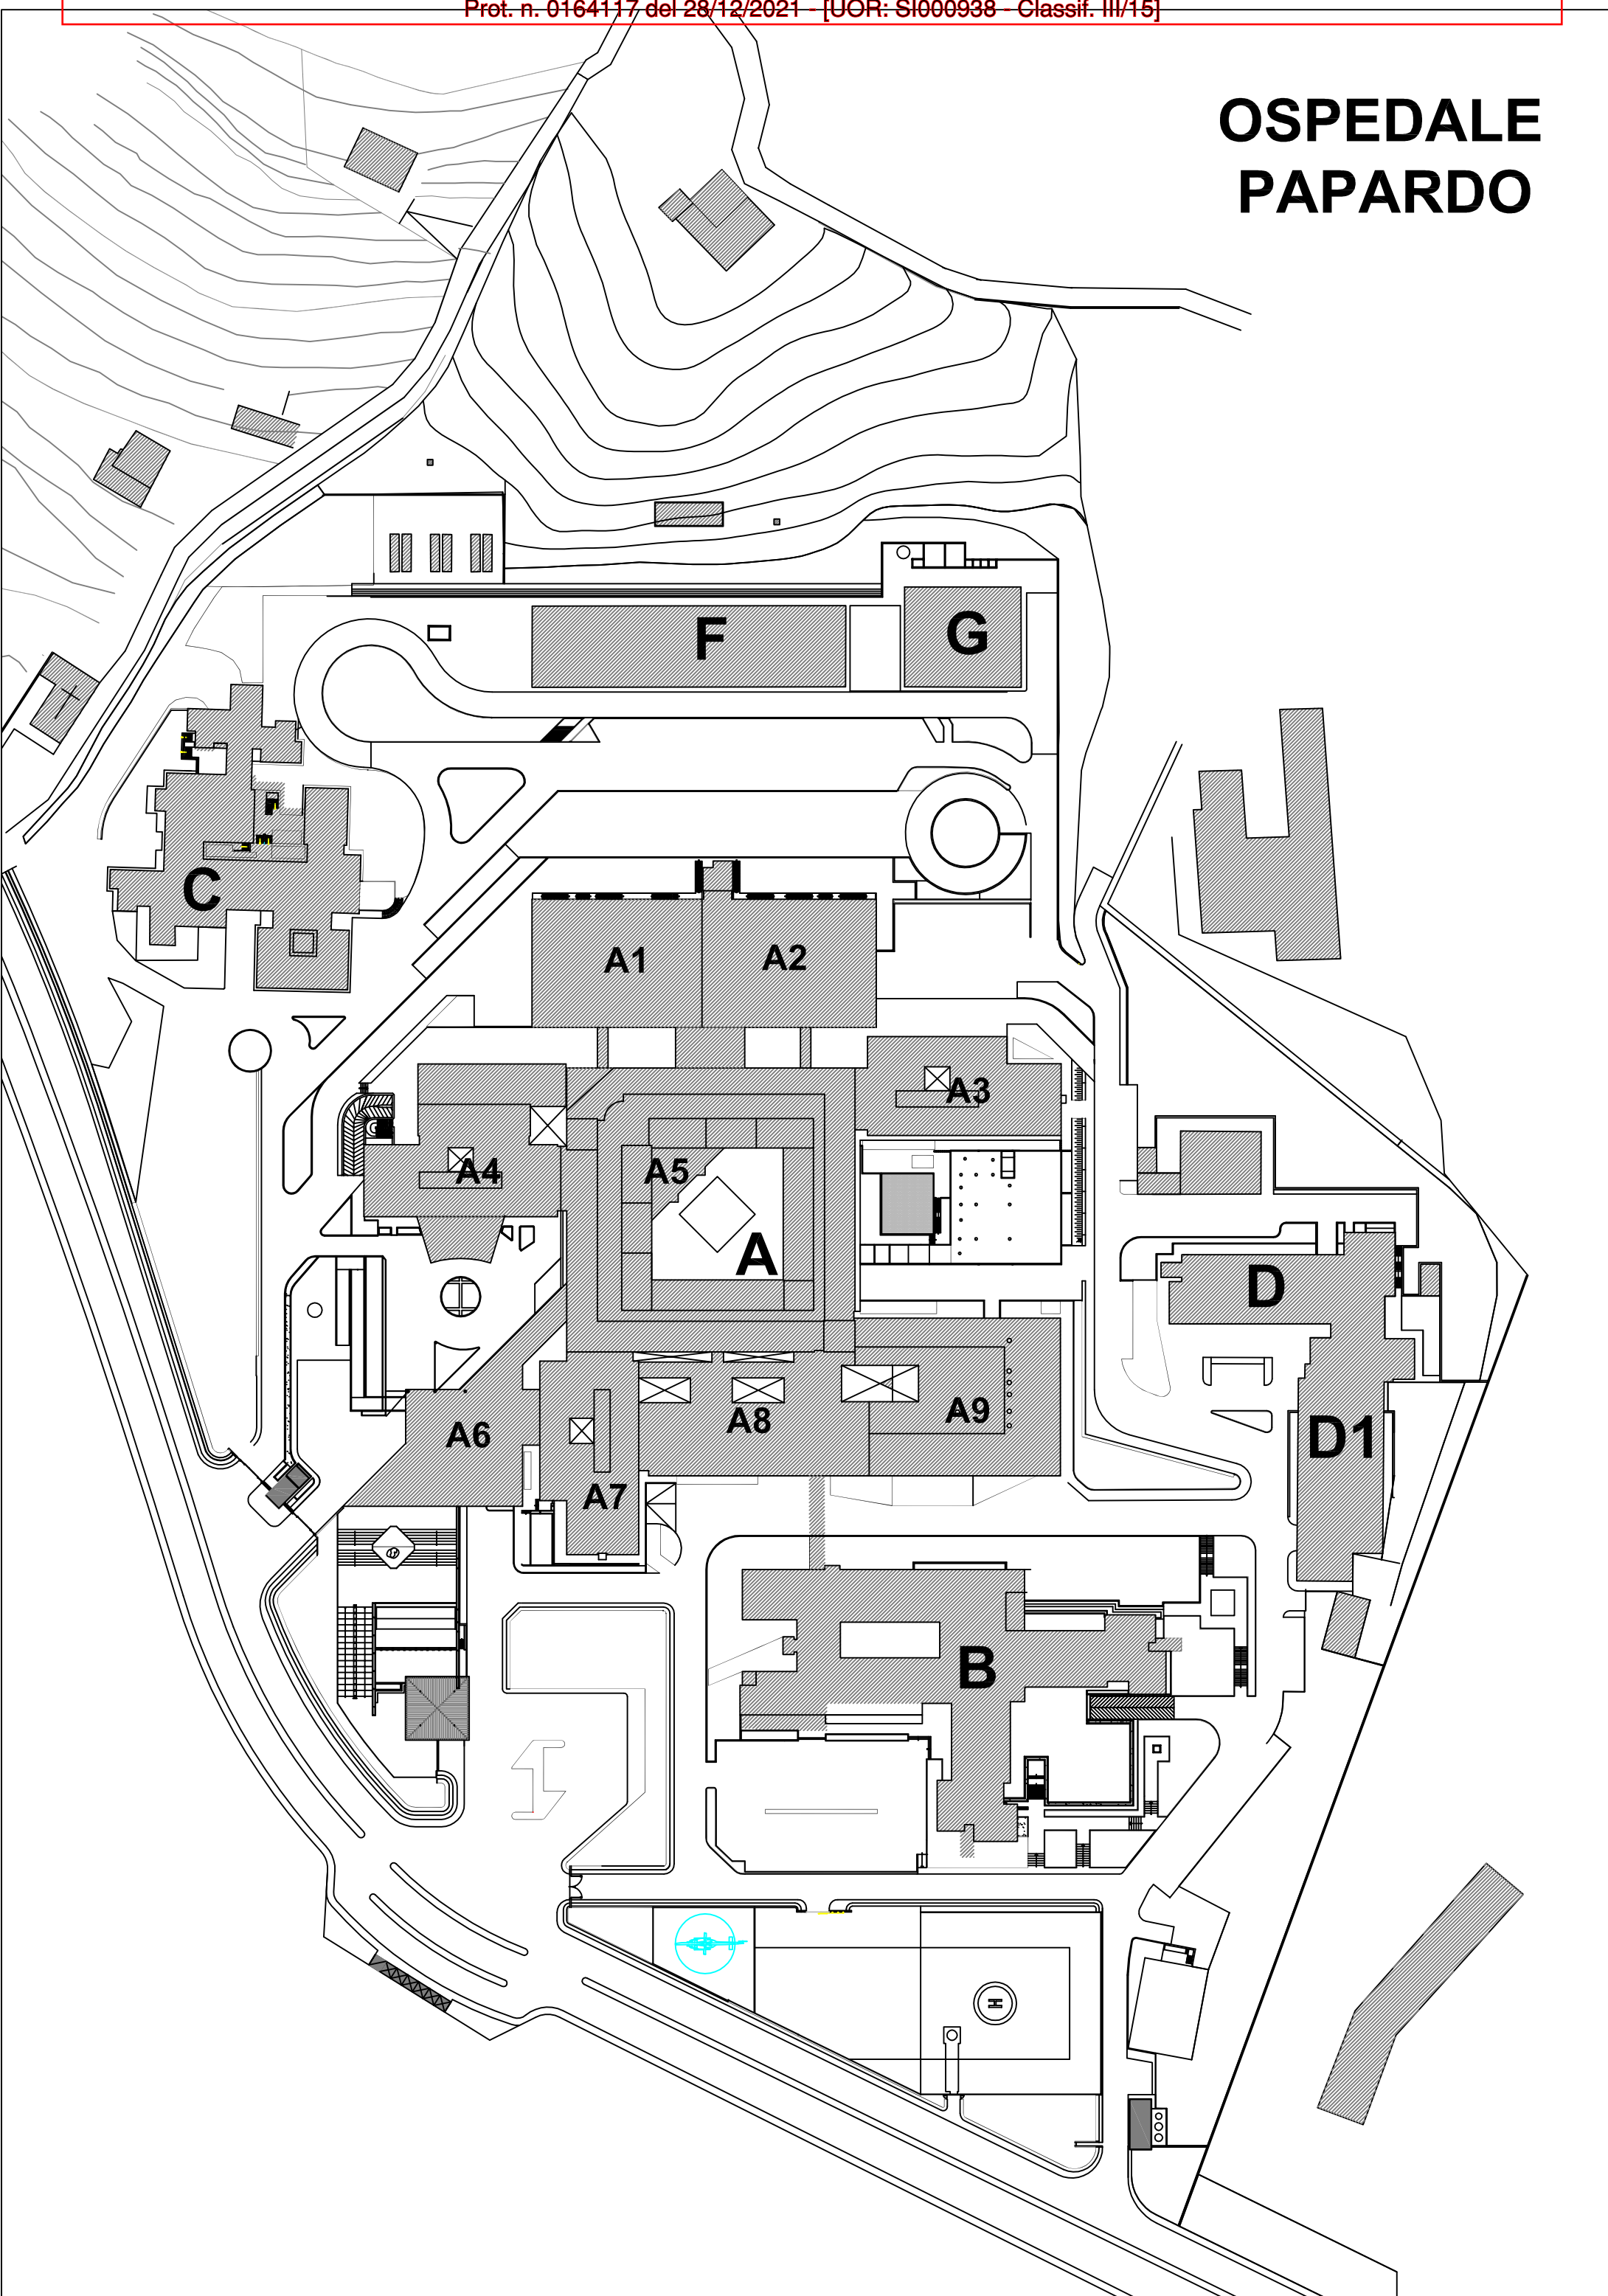 Prot. n. 0164117 del 28/12/2021 - [UOR: SI000938 - Classif. III/15]
OSPEDALE
PAPARDO
F
G
C
A1
A2
A3
A4
A5
A
D
A6
A8
A9
D1
A7
B
H